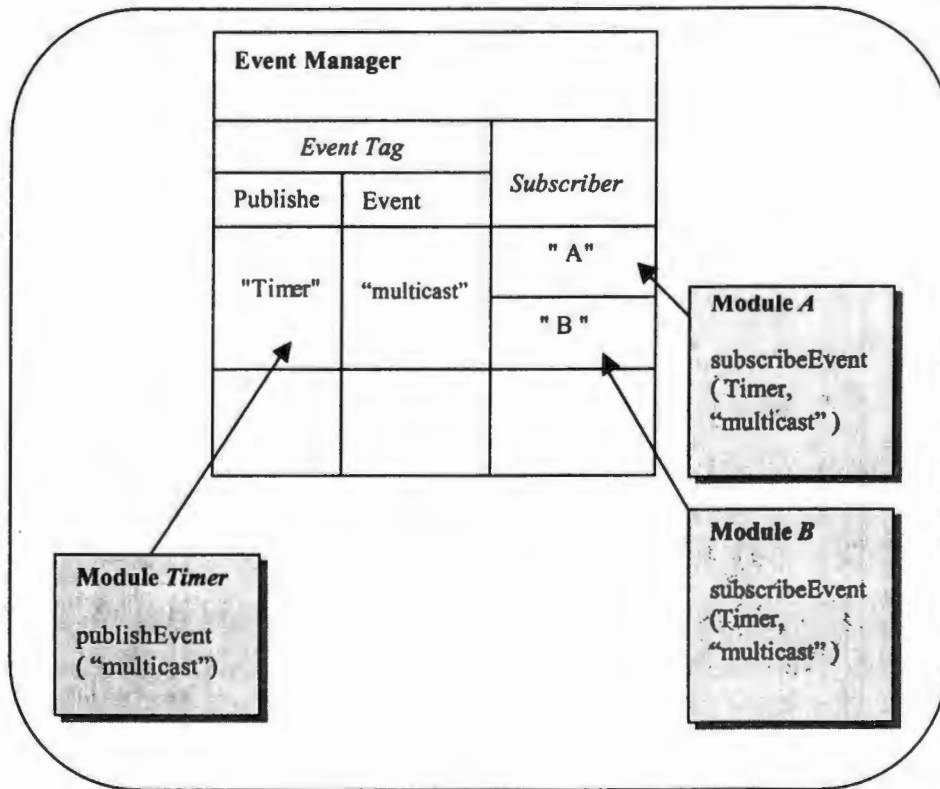 Event Manager
Event Tag
Subscriber
Publishe
Event
"Timer"
“multicast”
" A"
" B "
Module A
subscribeEvent
( Timer,
“multicast” )
Module B
subscribeEvent
(Timer,
“multicast” )
Module Timer
publishEvent
( “multicast”)